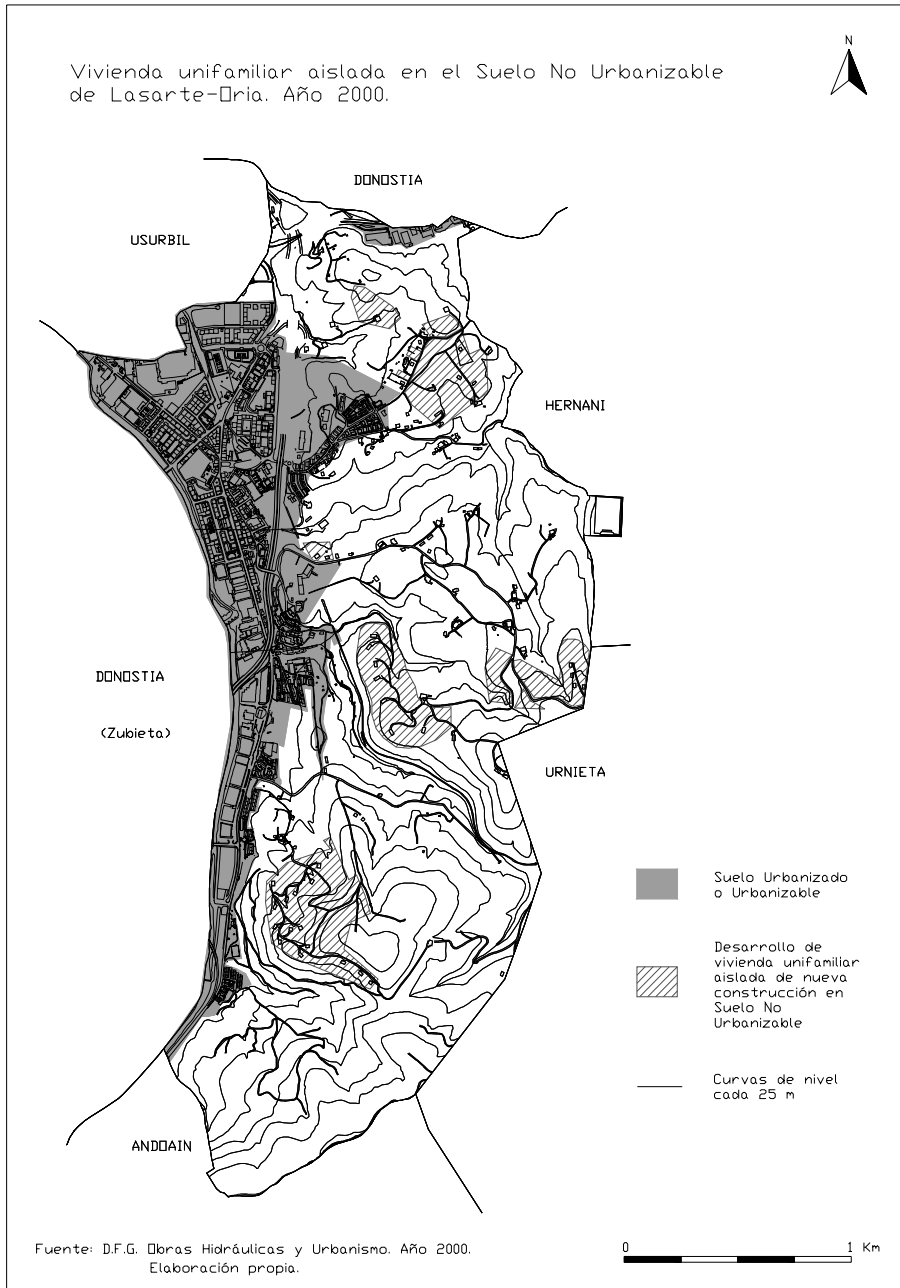 Vivienda unifamiliar aislada en el Suelo No Urbanizable
de Lasarte-Oria. Año 2000.
N
DONOSTIA
USURBIL
HERNANI
DONOSTIA
(Zubieta)
URNIETA
Suelo Urbanizado
o Urbanizable
Desarrollo de
vivienda unifamiliar
aislada de nueva
construcción en
Suelo No
Urbanizable
Curvas de nivel
cada 25 m
ANDOAIN
Fuente: D.F.G. Obras Hidráulicas y Urbanismo. Año 2000.
Elaboración propia.
0 1 Km